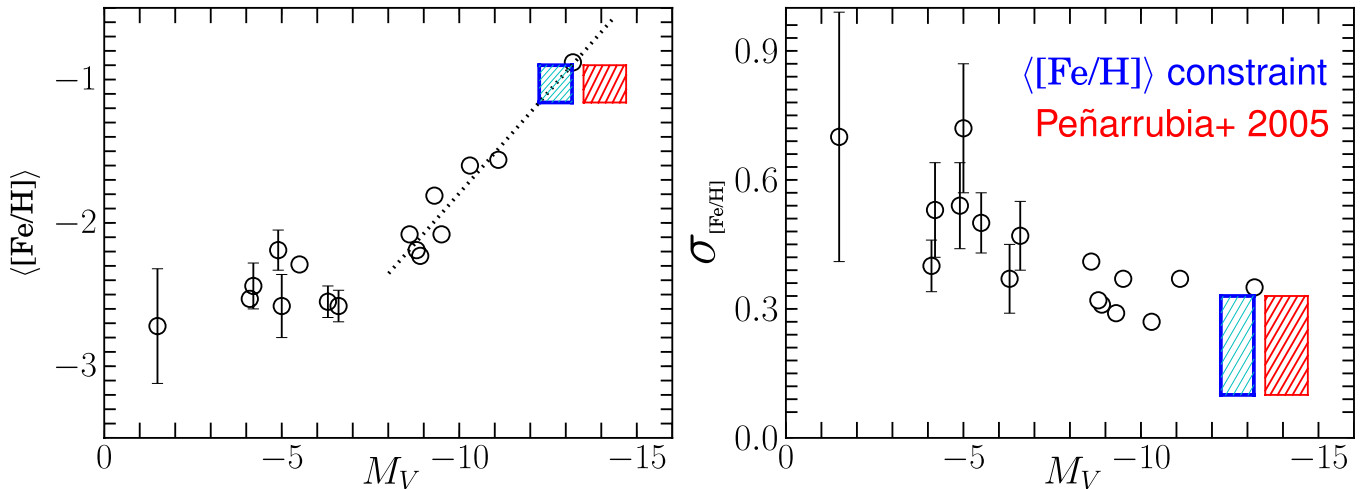 −1
−2
−3
⟨[Fe/H]⟩
0
−5
−10
−15
M_V
0.9
0.6
0.3
0.0
σ_[Fe/H]
⟨[Fe/H]⟩ constraint
Peñarrubia+ 2005
0
−5
−10
−15
M_V